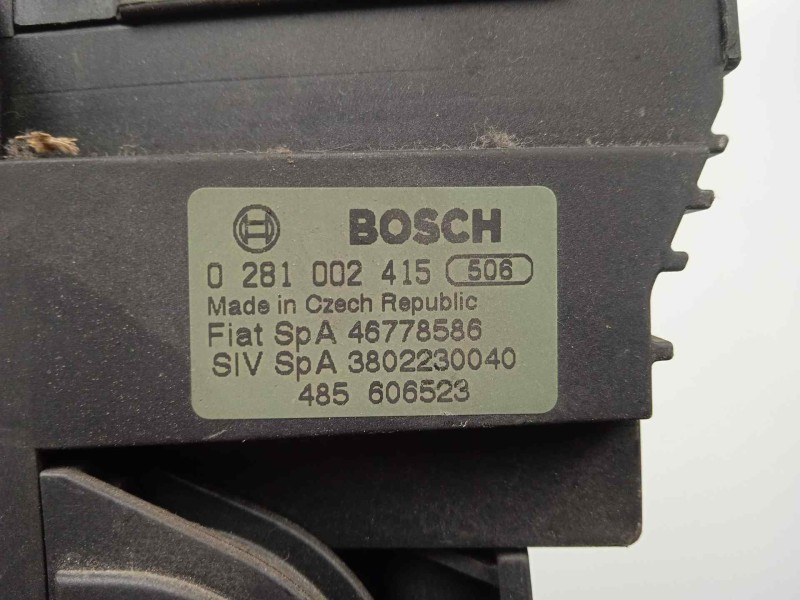 BOSCH
0 281 002 415 506
Made in Czech Republic
Fiat SpA 46778586
SIV SpA 3802230040
485 606523